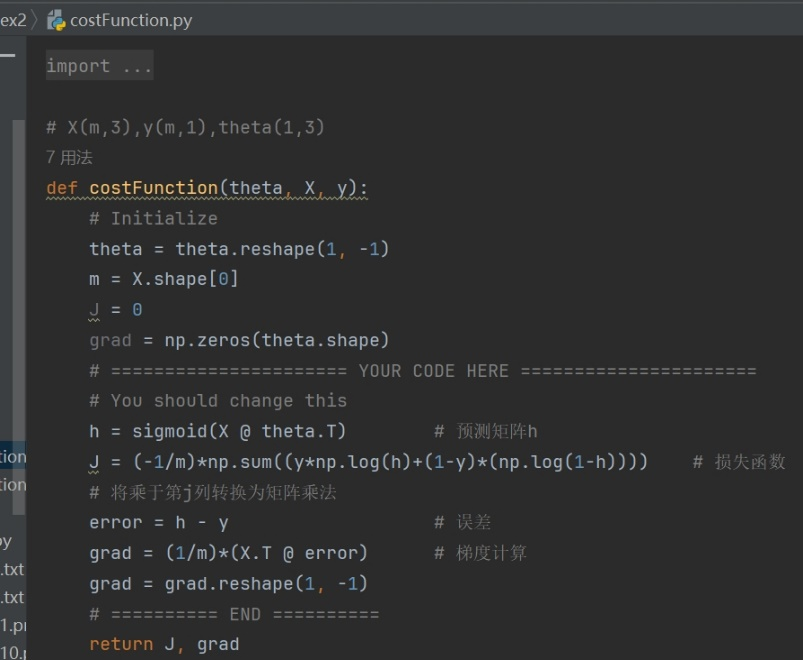 ex2 > costFunction.py
import ...
# X(m,3),y(m,1),theta(1,3)
7 用法
def costFunction(theta, X, y):
# Initialize
theta = theta.reshape(1, -1)
m = X.shape[0]
J = 0
grad = np.zeros(theta.shape)
# ====================== YOUR CODE HERE ======================
# You should change this
h = sigmoid(X @ theta.T) # 预测矩阵h
J = (-1/m)*np.sum((y*np.log(h)+(1-y)*(np.log(1-h)))) # 损失函数
tion
# 将乘于第j列转换为矩阵乘法
tion
error = h - y # 误差
grad = (1/m)*(X.T @ error) # 梯度计算
py
grad = grad.reshape(1, -1)
.txt
.txt
# ========== END ==========
1.p
return J, grad
10.